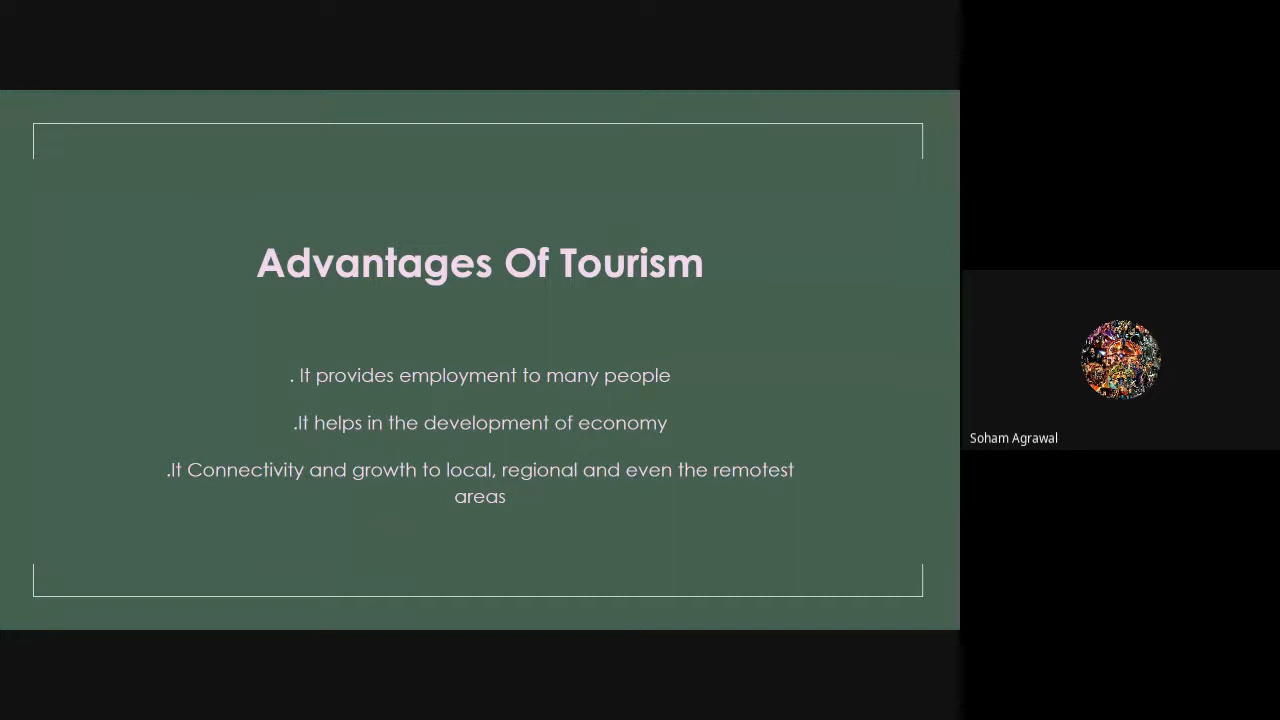 Advantages Of Tourism
. It provides employment to many people
.It helps in the development of economy
.It Connectivity and growth to local, regional and even the remotest
areas
Soham Agrawal